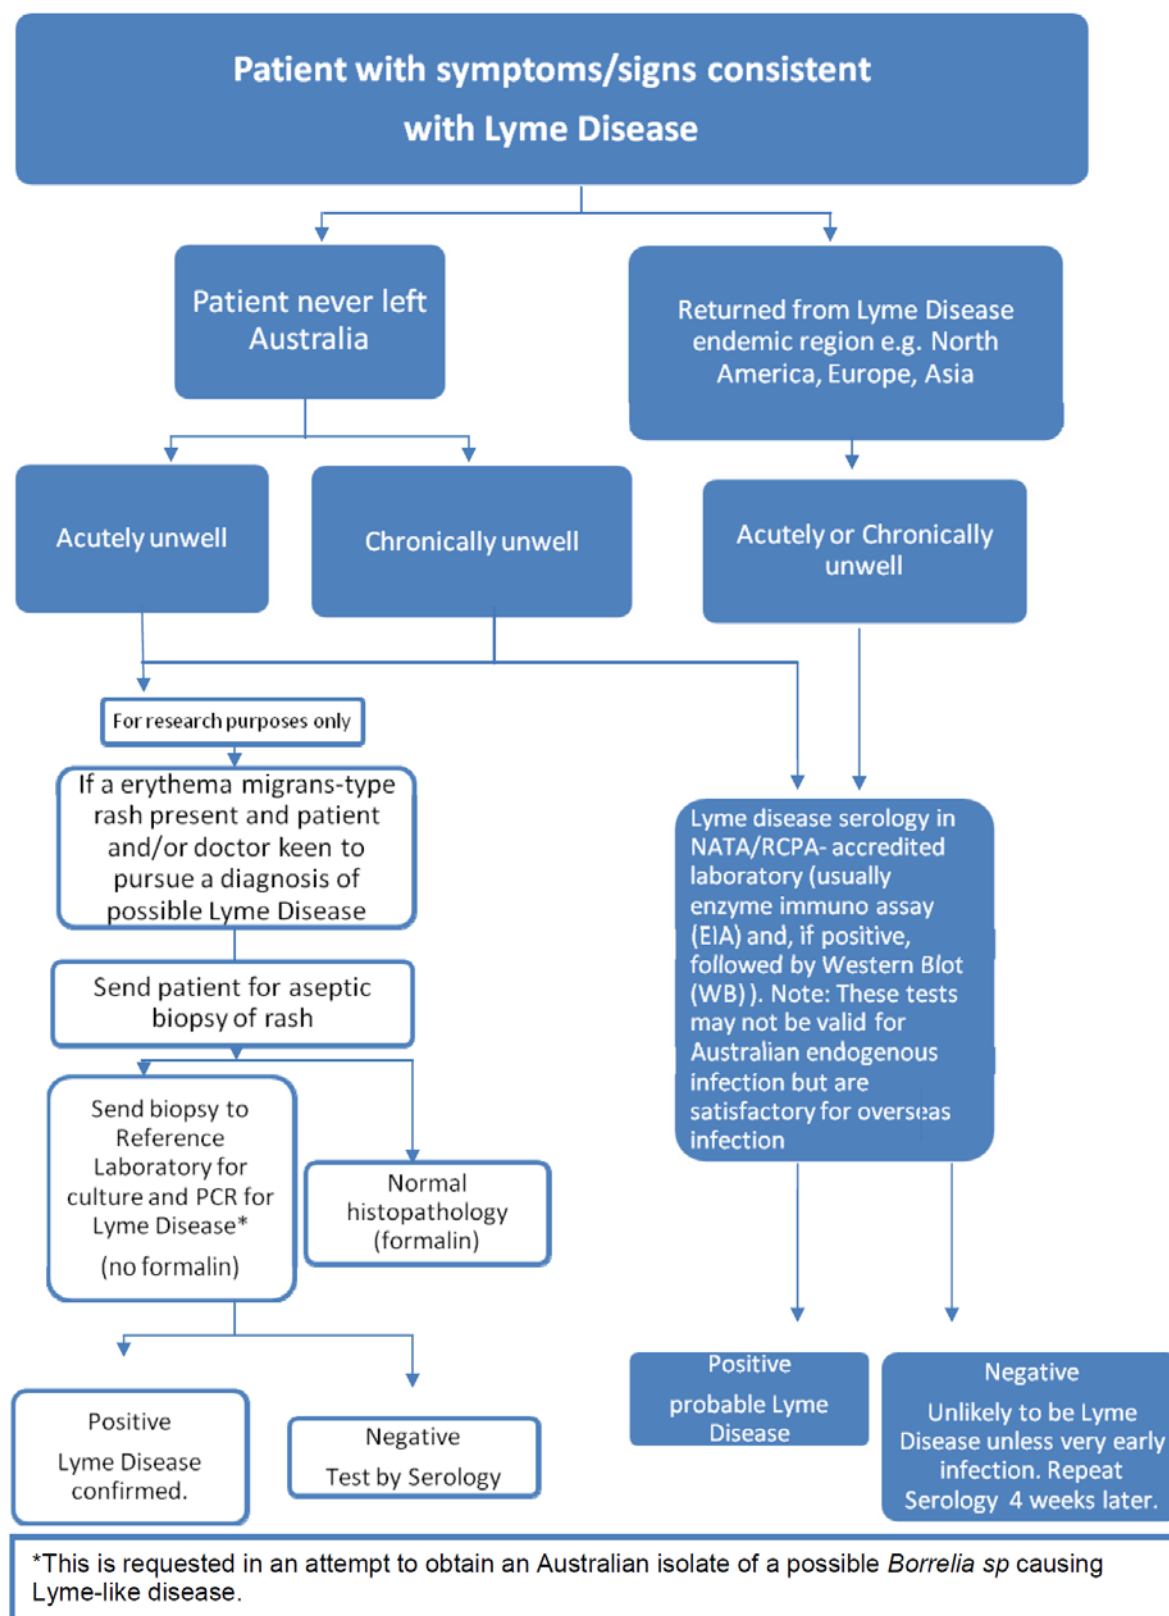 Patient with symptoms/signs consistent
with Lyme Disease
Patient never left
Australia
Returned from Lyme Disease
endemic region e.g. North
America, Europe, Asia
Acutely unwell
Chronically unwell
Acutely or Chronically
unwell
For research purposes only
If a erythema migrans-type
rash present and patient
and/or doctor keen to
pursue a diagnosis of
possible Lyme Disease
Send patient for aseptic
biopsy of rash
Send biopsy to
Reference
Laboratory for
culture and PCR for
Lyme Disease*
(no formalin)
Normal
histopathology
(formalin)
Lyme disease serology in
NATA/RCPA- accredited
laboratory (usually
enzyme immuno assay
(EIA) and, if positive,
followed by Western Blot
(WB) ). Note: These tests
may not be valid for
Australian endogenous
infection but are
satisfactory for overseas
infection
Positive
Lyme Disease
confirmed.
Negative
Test by Serology
Positive
probable Lyme
Disease
Negative
Unlikely to be Lyme
Disease unless very early
infection. Repeat
Serology 4 weeks later.
*This is requested in an attempt to obtain an Australian isolate of a possible Borrelia sp causing
Lyme-like disease.